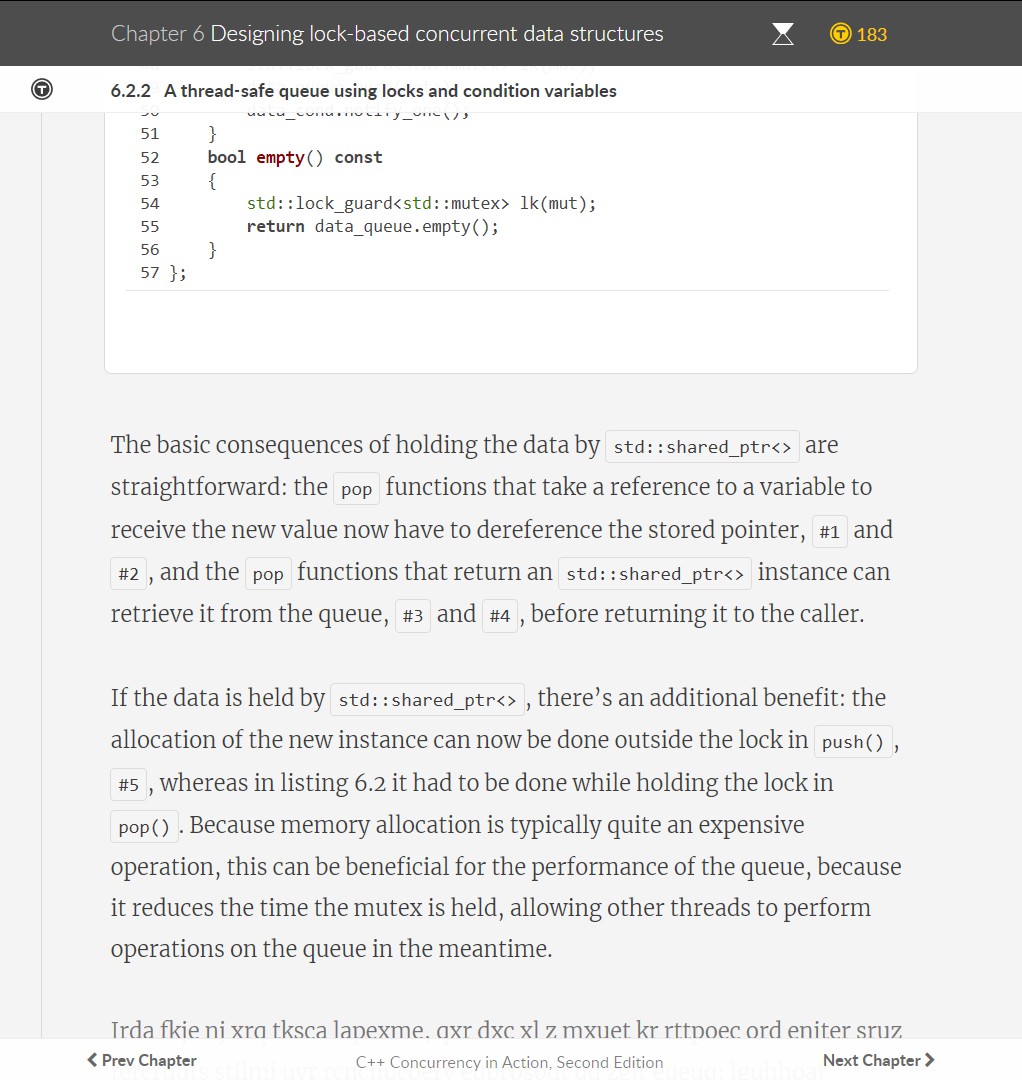 Chapter 6 Designing lock-based concurrent data structures
183
6.2.2 A thread-safe queue using locks and condition variables
50 data_cond.notify_one();
51 }
52 bool empty() const
53 {
54 std::lock_guard<std::mutex> lk(mut);
55 return data_queue.empty();
56 }
57 };
The basic consequences of holding the data by std::shared_ptr<> are
straightforward: the pop functions that take a reference to a variable to
receive the new value now have to dereference the stored pointer, #1 and
#2 , and the pop functions that return an std::shared_ptr<> instance can
retrieve it from the queue, #3 and #4 , before returning it to the caller.
If the data is held by std::shared_ptr<> , there’s an additional benefit: the
allocation of the new instance can now be done outside the lock in push() ,
#5 , whereas in listing 6.2 it had to be done while holding the lock in
pop() . Because memory allocation is typically quite an expensive
operation, this can be beneficial for the performance of the queue, because
it reduces the time the mutex is held, allowing other threads to perform
operations on the queue in the meantime.
Irda fkie nj xrq tksca lapexme, qxr dxc xl z mxuet kr rttpoec ord eniter sruz
Prev Chapter
C++ Concurrency in Action, Second Edition
Next Chapter